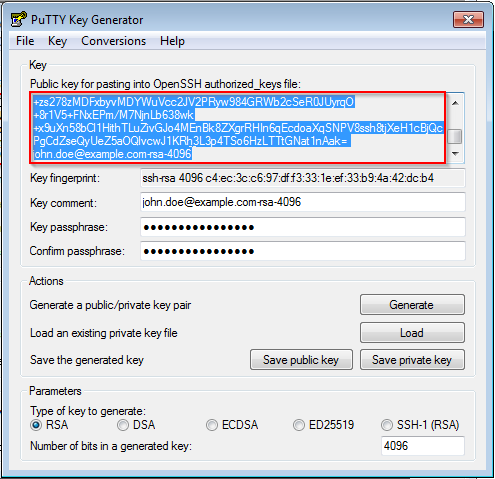 PuTTY Key Generator
File Key Conversions Help
Key
Public key for pasting into OpenSSH authorized_keys file:
+zs278zMDFxbyvMDYWuVcc2JV2PRyw984GRWb2cSeR0JUyrqO
+8r1V5+FNxEPm/M7NjnLb638wk
+x9uXn58bCl1HithTLuZivGJo4MEnBk8ZXgrRHIn6qEcdoaXqSNPV8ssh8tjXeH1cBjQc
PgCdZseQyUeZ5aOQlvcwJ1KRh3L3p4TSo6HzLTTtGNat1nAak=
john.doe@example.com-rsa-4096
Key fingerprint: ssh-rsa 4096 c4:ec:3c:c6:97:df:f3:33:1e:ef:33:b9:4a:42:dc:b4
Key comment: john.doe@example.com-rsa-4096
Key passphrase:
Confirm passphrase:
Actions
Generate a public/private key pair Generate
Load an existing private key file Load
Save the generated key Save public key Save private key
Parameters
Type of key to generate:
RSA DSA ECDSA ED25519 SSH-1 (RSA)
Number of bits in a generated key: 4096